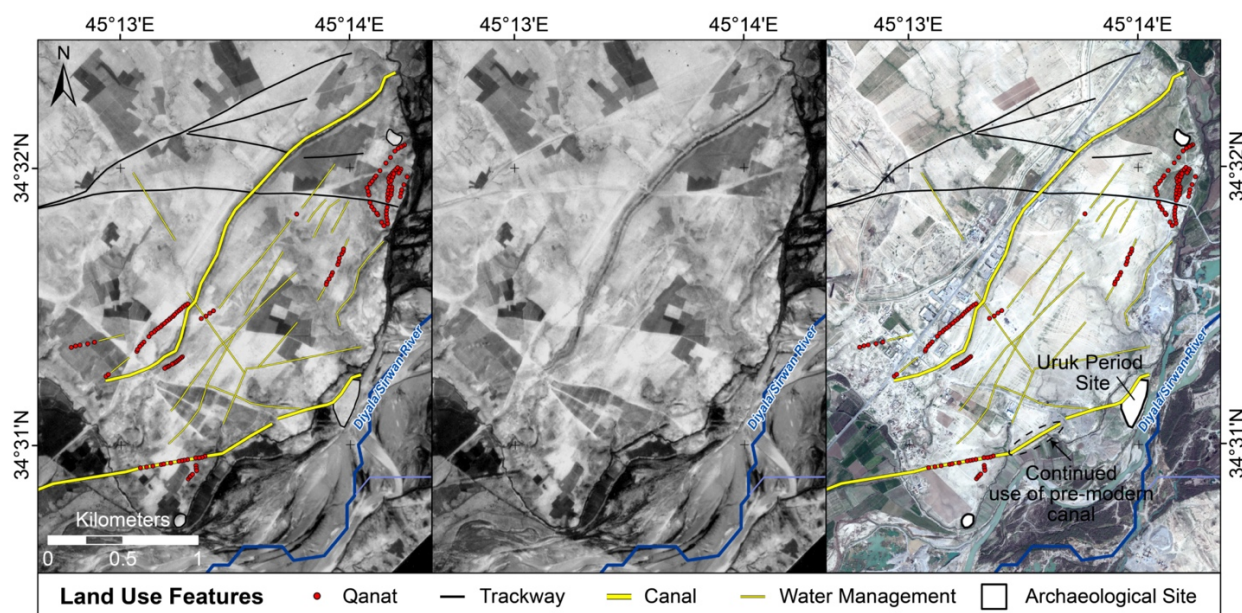 45°13'E 45°14'E 45°13'E 45°14'E 45°13'E 45°14'E
N
34°32'N
34°32'N
Diyala/Sirwan River
Diyala/Sirwan River
Uruk Period
Site
Diyala/Sirwan River
34°31'N
34°31'N
Continued
use of pre-modern
canal
Kilometers
0 0.5 1
Land Use Features Qanat Trackway Canal Water Management Archaeological Site